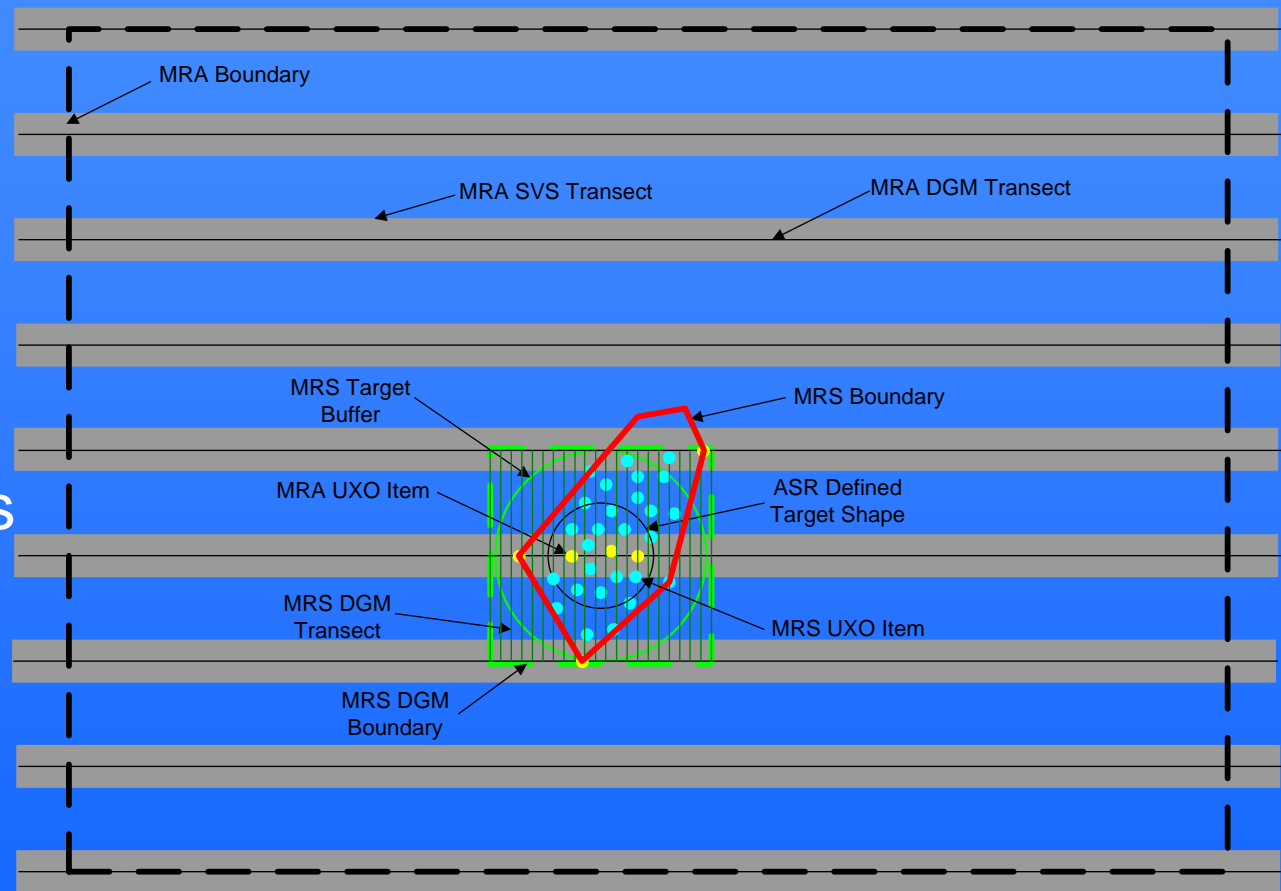 MRA Boundary
MRA SVS Transect
MRA DGM Transect
MRS Target
Buffer
MRS Boundary
MRA UXO Item
ASR Defined
Target Shape
s
MRS DGM
Transect
MRS UXO Item
MRS DGM
Boundary